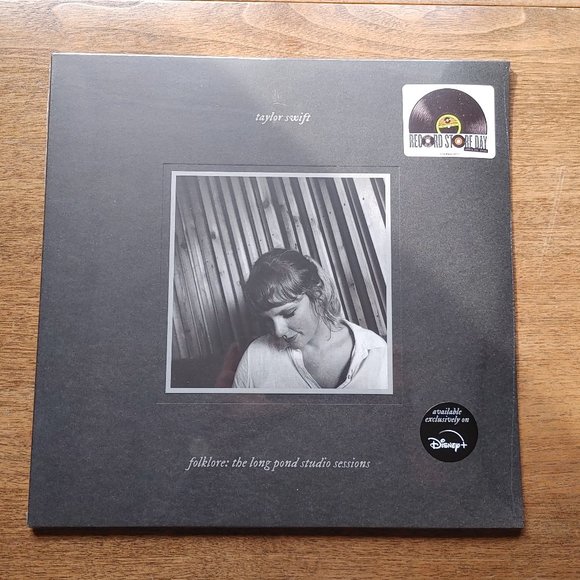 taylor swift
RECORD STORE DAY
available
exclusively on
Disney+
folklore: the long pond studio sessions